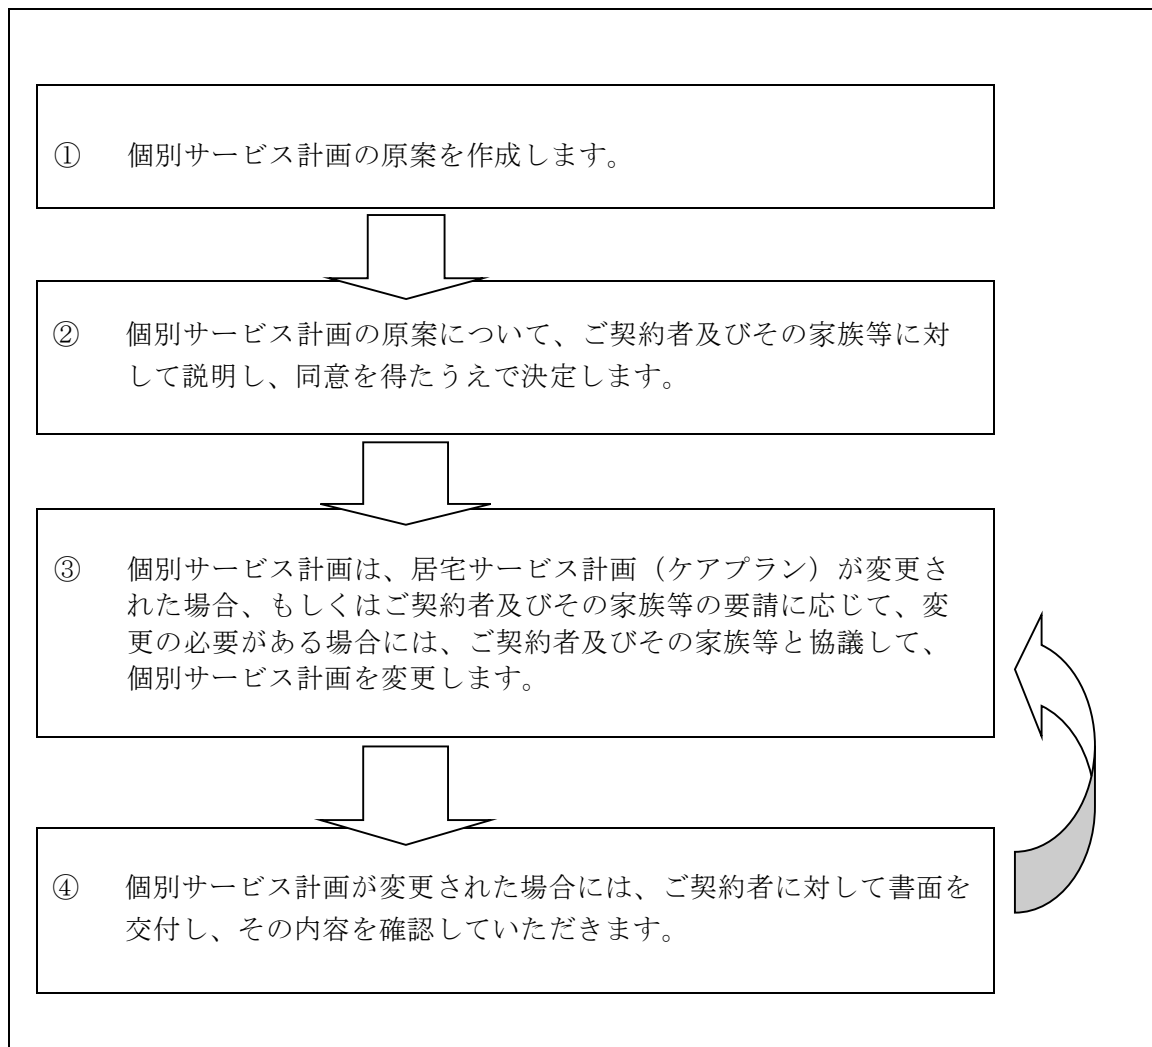 ① 個別サービス計画の原案を作成します。
② 個別サービス計画の原案について、ご契約者及びその家族等に対
して説明し、同意を得たうえで決定します。
③ 個別サービス計画は、居宅サービス計画（ケアプラン）が変更さ
れた場合、もしくはご契約者及びその家族等の要請に応じて、変
更の必要がある場合には、ご契約者及びその家族等と協議して、
個別サービス計画を変更します。
④ 個別サービス計画が変更された場合には、ご契約者に対して書面を
交付し、その内容を確認していただきます。